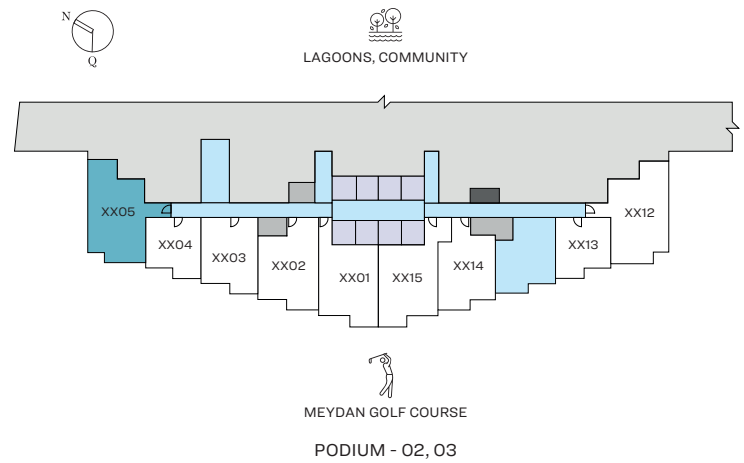 N
Q
LAGOONS, COMMUNITY
XX05
XX12
XX04
XX03
XX02
XX01
XX15
XX14
XX13
MEYDAN GOLF COURSE
PODIUM - 02, 03